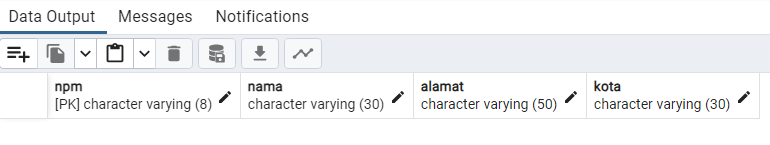 Data Output Messages Notifications
npm nama alamat kota
[PK] character varying (8) character varying (30) character varying (50) character varying (30)